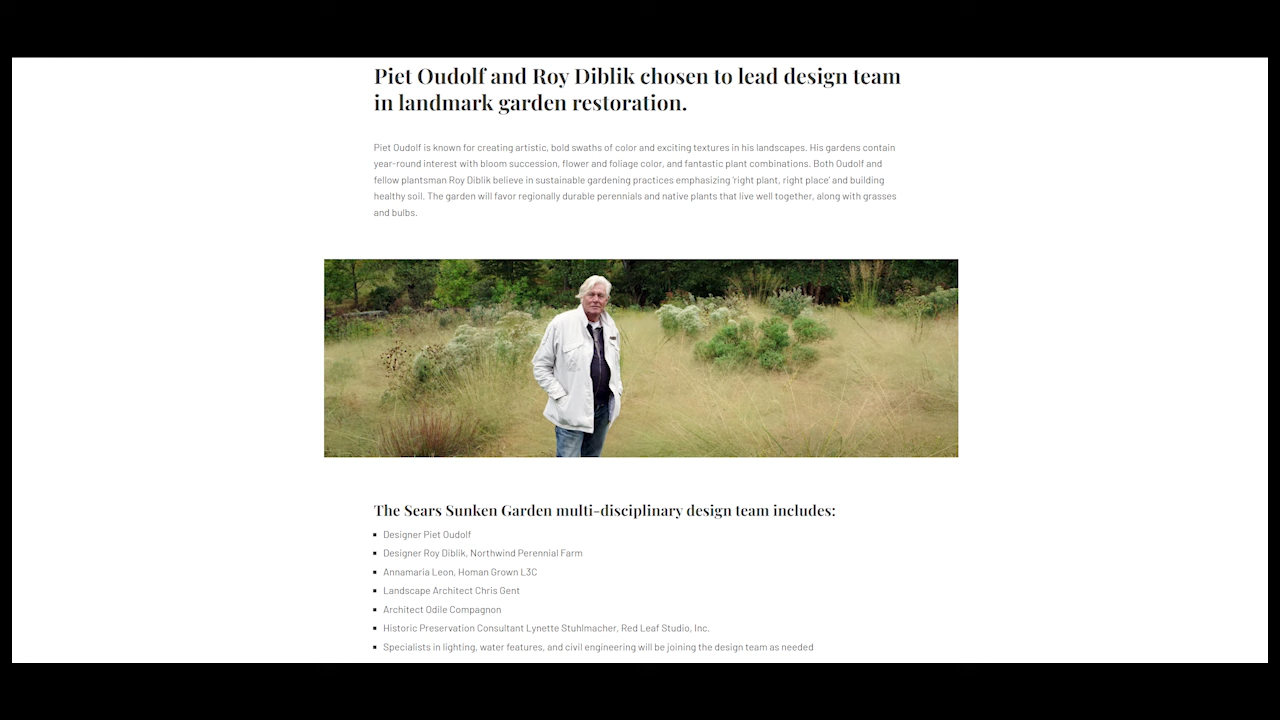 Piet Oudolf and Roy Diblik chosen to lead design team
in landmark garden restoration.
Piet Oudolf is known for creating artistic, bold swaths of color and exciting textures in his landscapes. His gardens contain
year-round interest with bloom succession, flower and foliage color, and fantastic plant combinations. Both Oudolf and
fellow plantsman Roy Diblik believe in sustainable gardening practices emphasizing 'right plant, right place' and building
healthy soil. The garden will favor regionally durable perennials and native plants that live well together, along with grasses
and bulbs.
The Sears Sunken Garden multi-disciplinary design team includes:
Designer Piet Oudolf
Designer Roy Diblik, Northwind Perennial Farm
Annamaria Leon, Homan Grown L3C
Landscape Architect Chris Gent
Architect Odile Compagnon
Historic Preservation Consultant Lynette Stuhlmacher, Red Leaf Studio, Inc.
Specialists in lighting, water features, and civil engineering will be joining the design team as needed